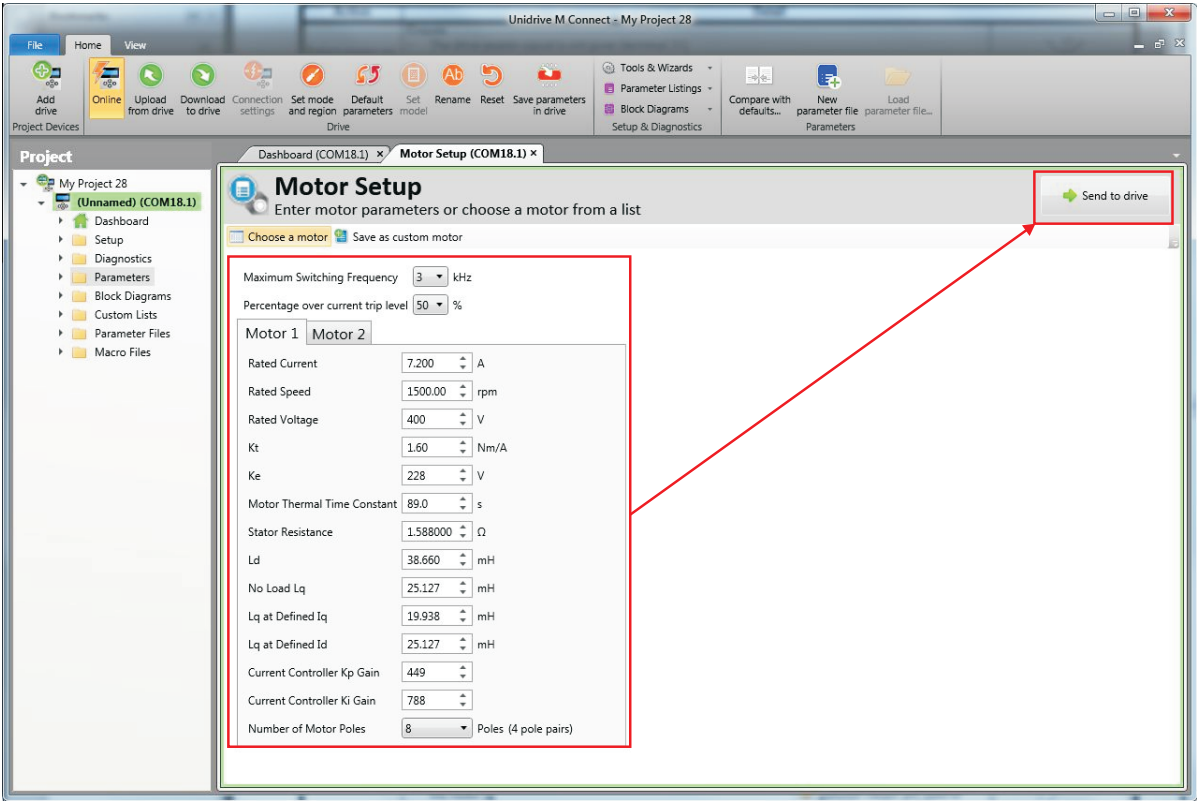 Unidrive M Connect - My Project 28
File Home View
Add drive
Online
Upload from drive
Download to drive
Connection settings
Set mode and region
Default parameters
Set model
Rename
Reset
Save parameters in drive
Tools & Wizards
Parameter Listings
Block Diagrams
Compare with defaults...
New parameter file
Load parameter file...
Project Devices
Drive
Setup & Diagnostics
Parameters
Project
My Project 28
(Unnamed) (COM18.1)
Dashboard
Setup
Diagnostics
Parameters
Block Diagrams
Custom Lists
Parameter Files
Macro Files
Dashboard (COM18.1) × Motor Setup (COM18.1) ×
Motor Setup
Enter motor parameters or choose a motor from a list
Send to drive
Choose a motor Save as custom motor
Maximum Switching Frequency 3 kHz
Percentage over current trip level 50 %
Motor 1 Motor 2
Rated Current 7.200 A
Rated Speed 1500.00 rpm
Rated Voltage 400 V
Kt 1.60 Nm/A
Ke 228 V
Motor Thermal Time Constant 89.0 s
Stator Resistance 1.588000 Ω
Ld 38.660 mH
No Load Lq 25.127 mH
Lq at Defined Iq 19.938 mH
Lq at Defined Id 25.127 mH
Current Controller Kp Gain 449
Current Controller Ki Gain 788
Number of Motor Poles 8 Poles (4 pole pairs)